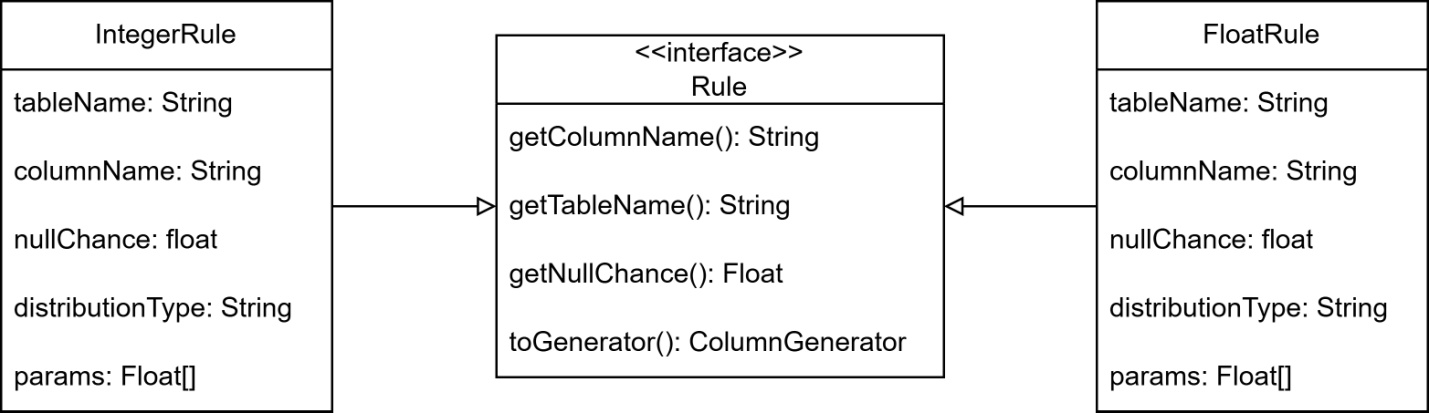 IntegerRule
tableName: String
columnName: String
nullChance: float
distributionType: String
params: Float[]
<<interface>>
Rule
getColumnName(): String
getTableName(): String
getNullChance(): Float
toGenerator(): ColumnGenerator
FloatRule
tableName: String
columnName: String
nullChance: float
distributionType: String
params: Float[]